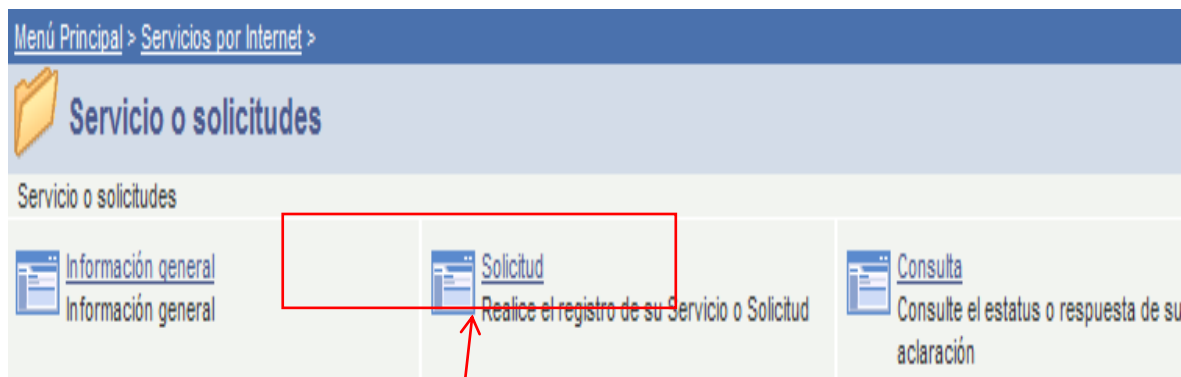 Menú Principal > Servicios por Internet >
Servicio o solicitudes
Servicio o solicitudes
Información general
Información general
Solicitud
Realice el registro de su Servicio o Solicitud
Consulta
Consulte el estatus o respuesta de su
aclaración